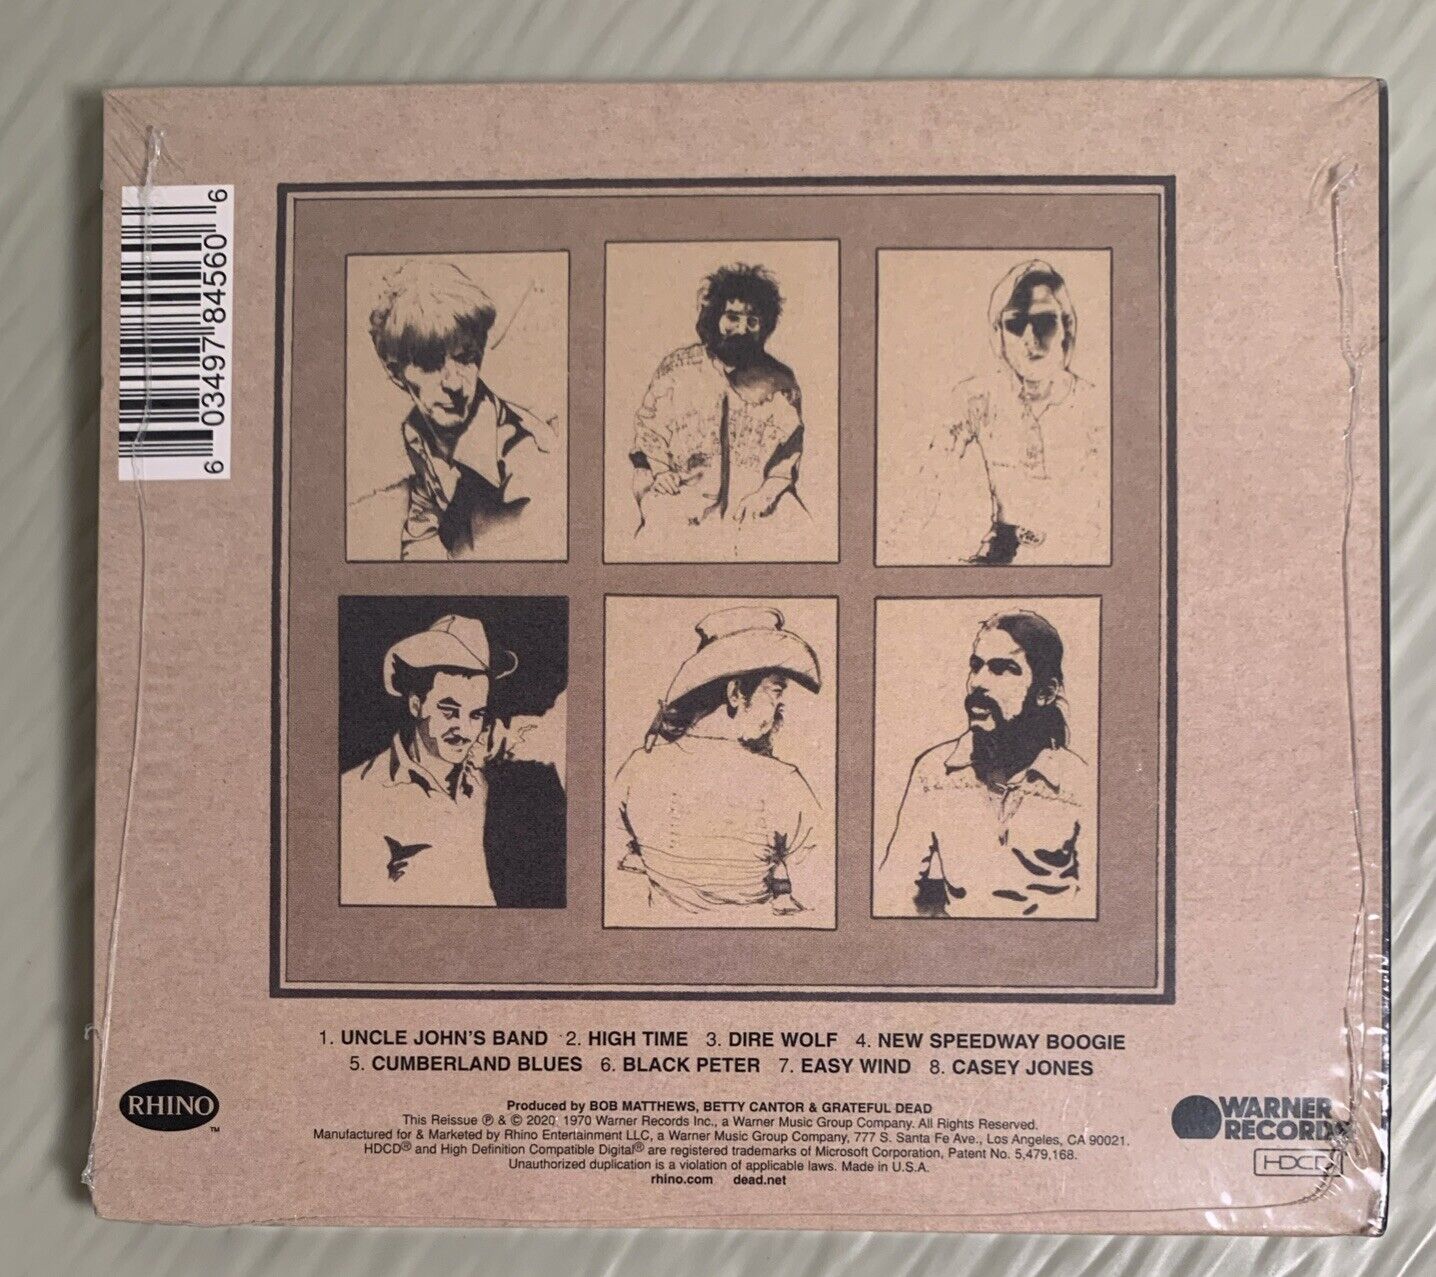 6 03497 84560 6
1. UNCLE JOHN'S BAND 2. HIGH TIME 3. DIRE WOLF 4. NEW SPEEDWAY BOOGIE
5. CUMBERLAND BLUES 6. BLACK PETER 7. EASY WIND 8. CASEY JONES
RHINO™
Produced by BOB MATTHEWS, BETTY CANTOR & GRATEFUL DEAD
This Reissue ℗ & © 2020, 1970 Warner Records Inc., a Warner Music Group Company. All Rights Reserved.
Manufactured for & Marketed by Rhino Entertainment LLC, a Warner Music Group Company, 777 S. Santa Fe Ave., Los Angeles, CA 90021.
HDCD® and High Definition Compatible Digital® are registered trademarks of Microsoft Corporation, Patent No. 5,479,168.
Unauthorized duplication is a violation of applicable laws. Made in U.S.A.
rhino.com dead.net
WARNER
RECORDS
HDCD